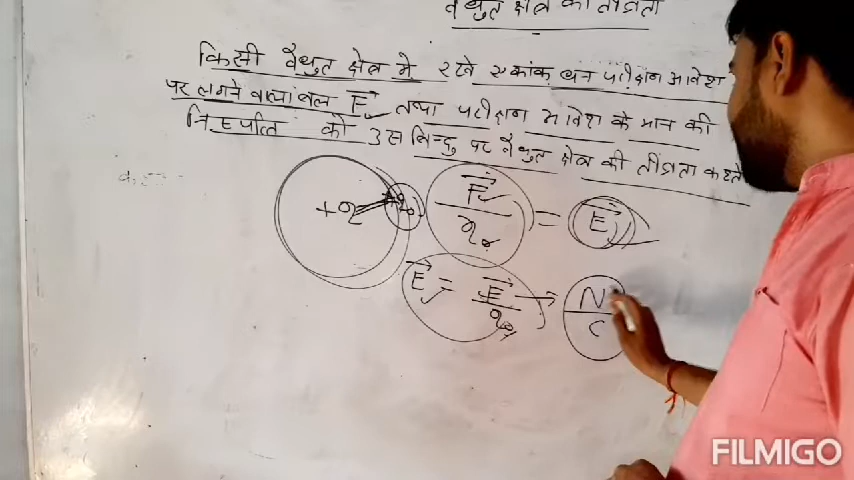 वैधुत क्षेत्र की तीव्रता
किसी वैधुत क्षेत्र मे रखे एकांक धन परीक्षण आवेश
पर लगने वाला बल F तथा परीक्षण आवेश के मान की
निष्पत्ति को उस बिन्दु पर वैधुत क्षेत्र की तीव्रता कहते
+q F/q₀ = E
E = F/q₀ → N/C
FILMIGO